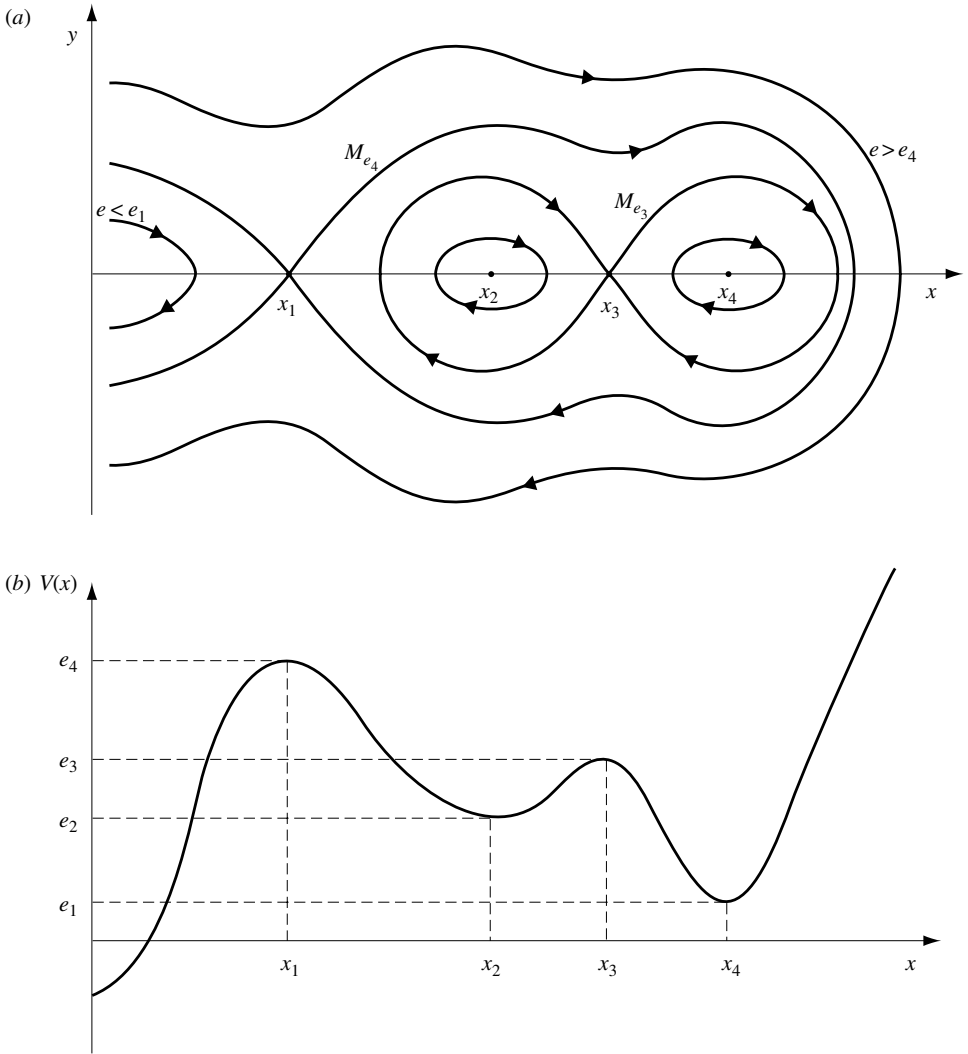 (a)
y
M_{e_4}
e > e_4
M_{e_3}
e < e_1
x_1
x_2
x_3
x_4
x
(b) V(x)
e_4
e_3
e_2
e_1
x_1 x_2 x_3 x_4 x